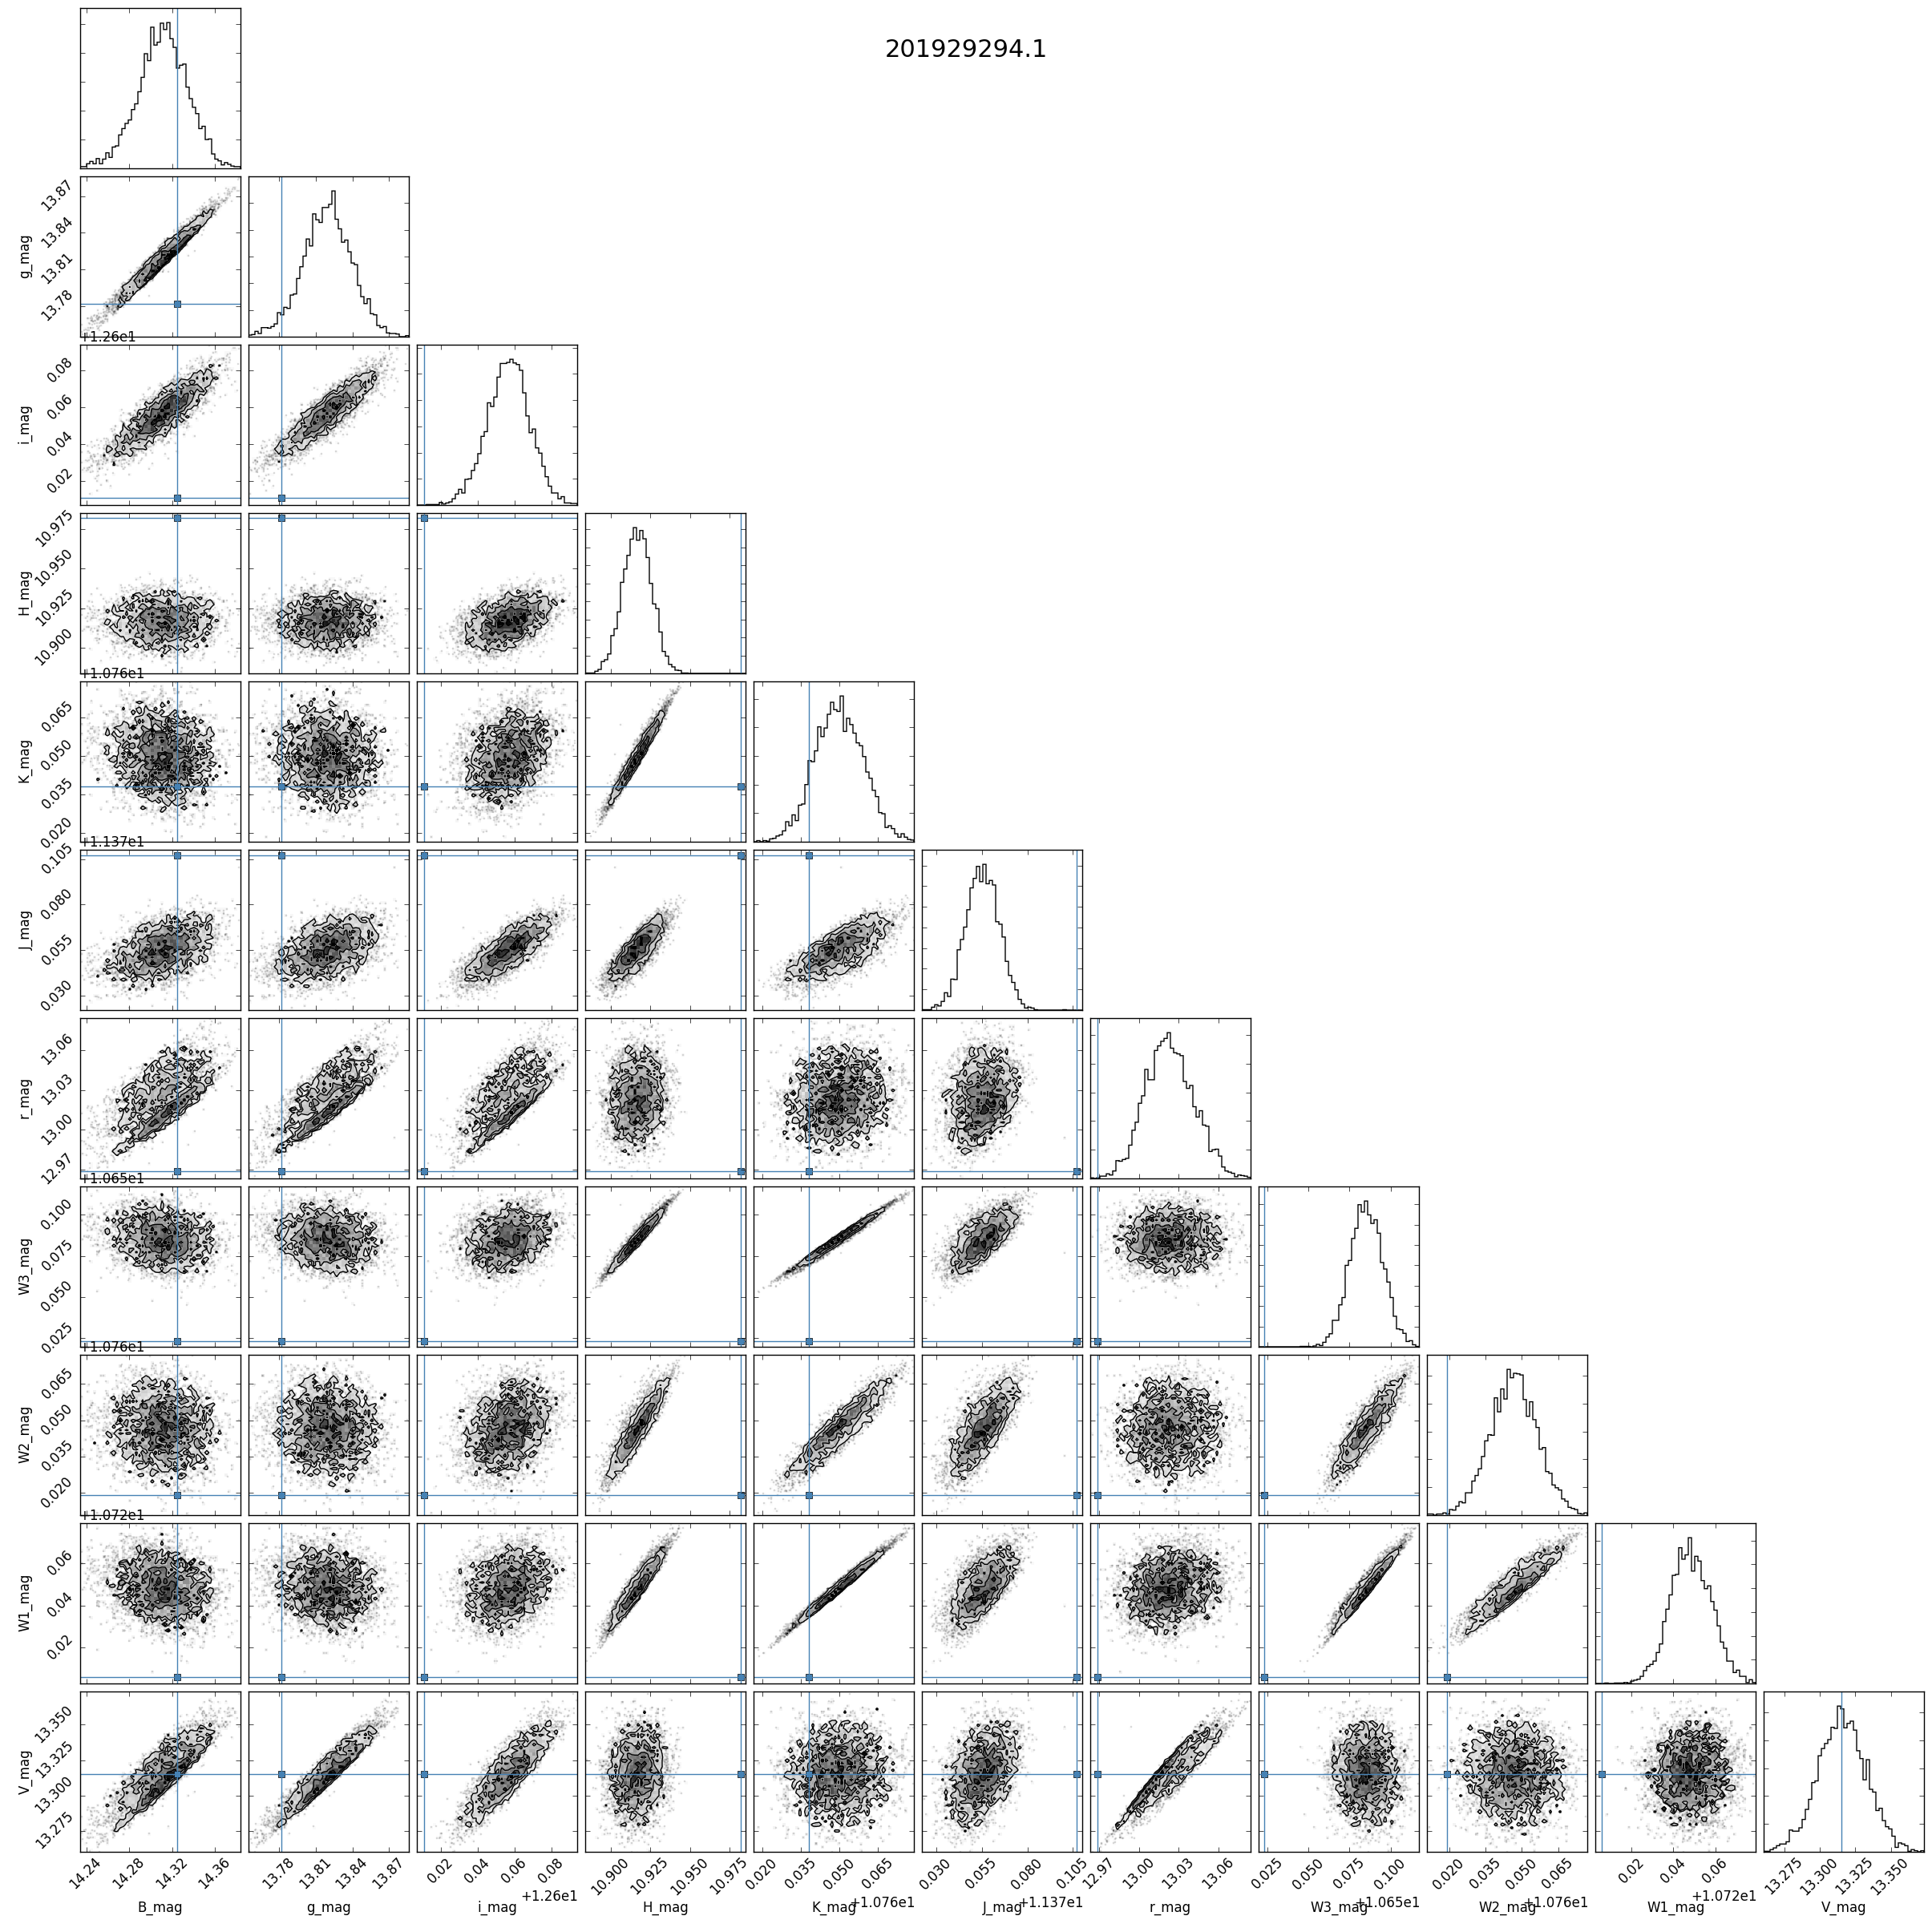 201929294.1
13.87
13.84
13.81
13.78
g_mag
+1.26e1
0.08
0.06
0.04
0.02
i_mag
10.975
10.950
10.925
10.900
H_mag
+1.076e1
0.065
0.050
0.035
0.020
K_mag
+1.137e1
0.105
0.080
0.055
0.030
J_mag
13.06
13.03
13.00
12.97
r_mag
+1.065e1
0.100
0.075
0.050
0.025
W3_mag
+1.076e1
0.065
0.050
0.035
0.020
W2_mag
+1.072e1
0.06
0.04
0.02
W1_mag
13.350
13.325
13.300
13.275
V_mag
14.24 14.28 14.32 14.36 13.78 13.81 13.84 13.87 0.02 0.04 0.06 0.08 10.900 10.925 10.950 10.975 0.020 0.035 0.050 0.065 0.030 0.055 0.080 0.105 12.97 13.00 13.03 13.06 0.025 0.050 0.075 0.100 0.020 0.035 0.050 0.065 0.02 0.04 0.06 13.275 13.300 13.325 13.350
+1.26e1 +1.076e1 +1.137e1 +1.065e1 +1.076e1 +1.072e1
B_mag g_mag i_mag H_mag K_mag J_mag r_mag W3_mag W2_mag W1_mag V_mag